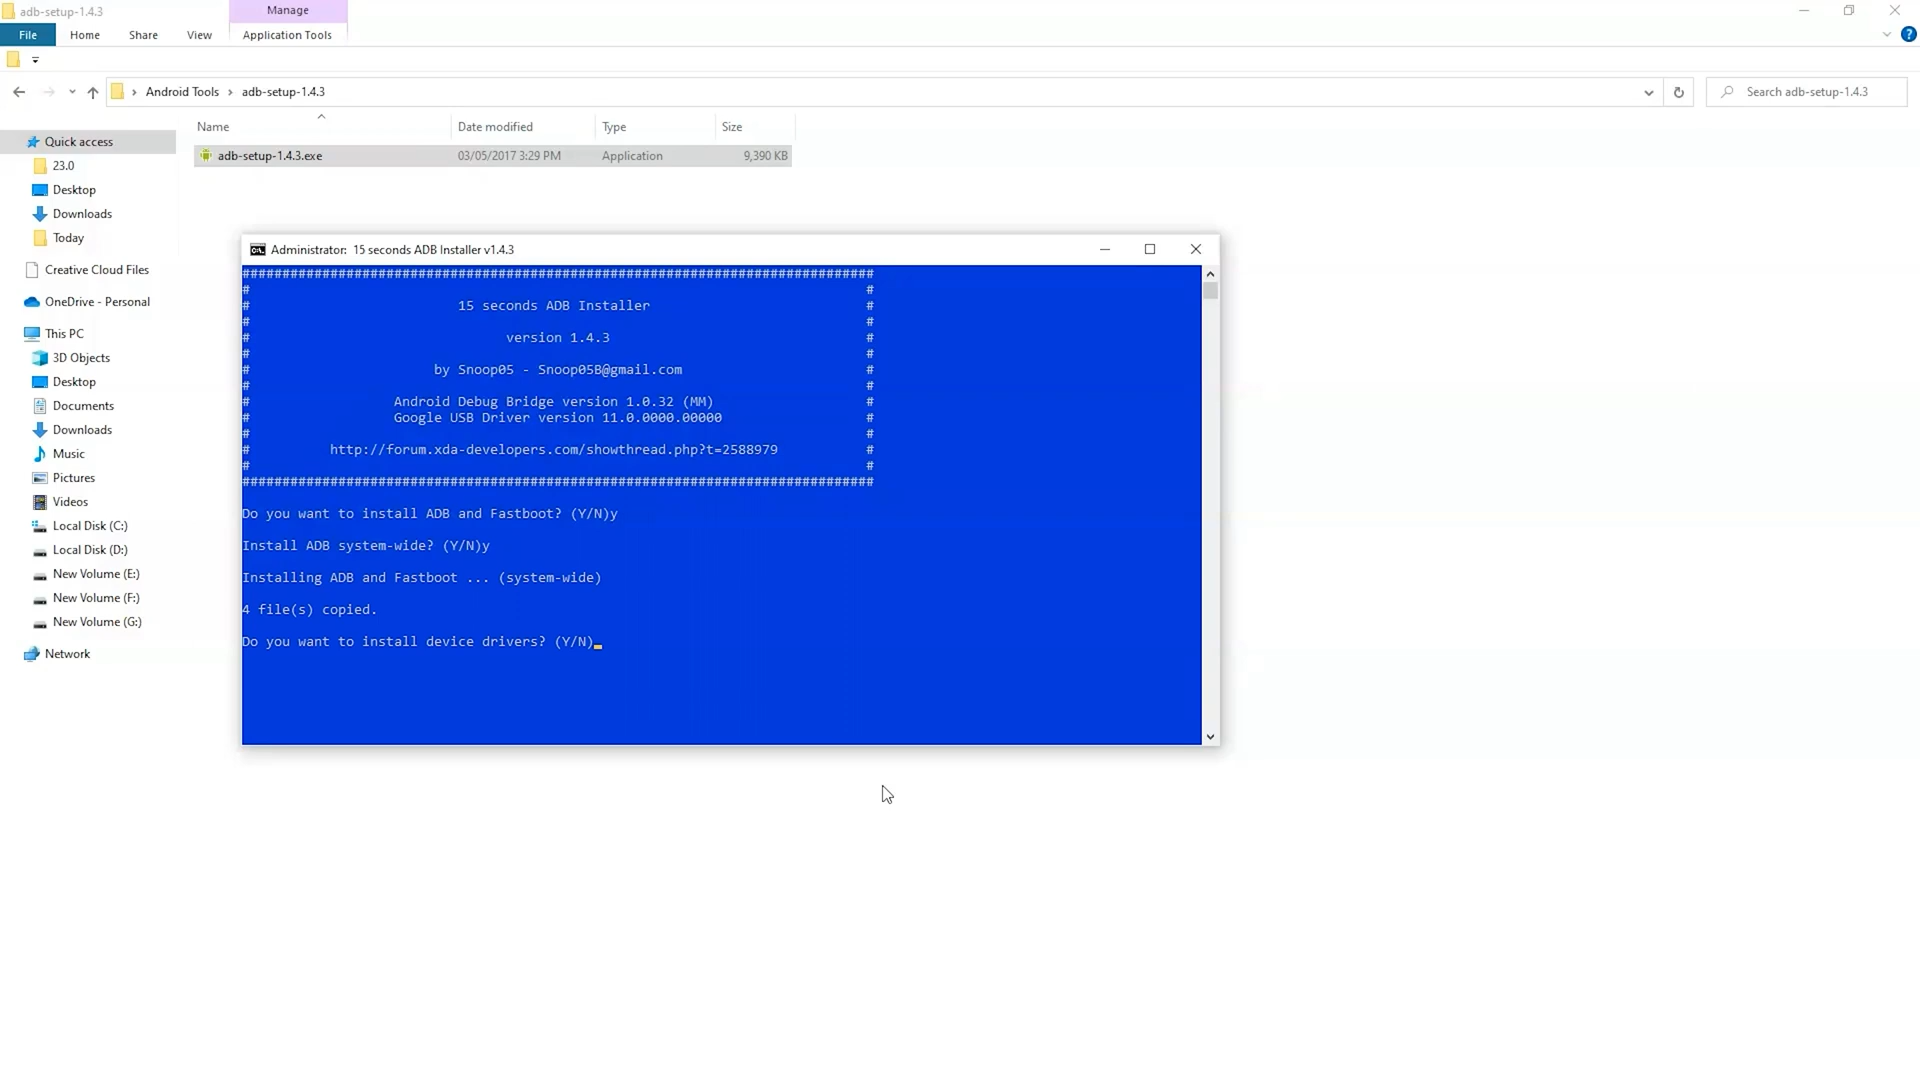 adb-setup-1.4.3
Manage
File
Home
Share
View
Application Tools
?
Android Tools
adb-setup-1.4.3
Search adb-setup-1.4.3
Name
Date modified
Type
Size
adb-setup-1.4.3.exe
03/05/2017 3:29 PM
Application
9,390 KB
Quick access
23.0
Desktop
Downloads
Today
Creative Cloud Files
OneDrive - Personal
This PC
3D Objects
Desktop
Documents
Downloads
Music
Pictures
Videos
Local Disk (C:)
Local Disk (D:)
New Volume (E:)
New Volume (F:)
New Volume (G:)
Network
Administrator:  15 seconds ADB Installer v1.4.3
###############################################################################
#                                                                             #
#                          15 seconds ADB Installer                           #
#                                                                             #
#                                version 1.4.3                                #
#                                                                             #
#                       by Snoop05 - Snoop05B@gmail.com                       #
#                                                                             #
#                  Android Debug Bridge version 1.0.32 (MM)                   #
#                  Google USB Driver version 11.0.0000.00000                  #
#                                                                             #
#          http://forum.xda-developers.com/showthread.php?t=2588979           #
#                                                                             #
###############################################################################
Do you want to install ADB and Fastboot? (Y/N)y
Install ADB system-wide? (Y/N)y
Installing ADB and Fastboot ... (system-wide)
4 file(s) copied.
Do you want to install device drivers? (Y/N)_